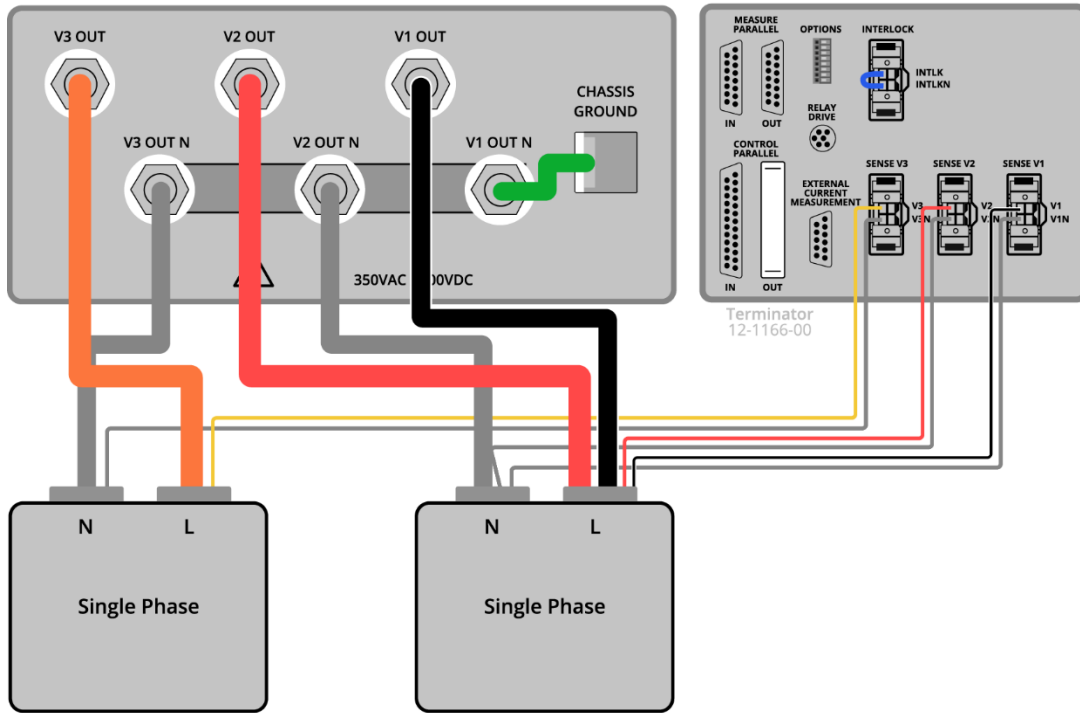 V3 OUT
V2 OUT
V1 OUT
CHASSIS
GROUND
V3 OUT N
V2 OUT N
V1 OUT N
350VAC
00VDC
MEASURE
PARALLEL
OPTIONS
INTERLOCK
INTLK
INTLKN
IN
OUT
RELAY
DRIVE
CONTROL
PARALLEL
EXTERNAL
CURRENT
MEASUREMENT
SENSE V3
SENSE V2
SENSE V1
V3
V3N
V2
V2N
V1
V1N
IN
OUT
Terminator
12-1166-00
N
L
Single Phase
N
L
Single Phase